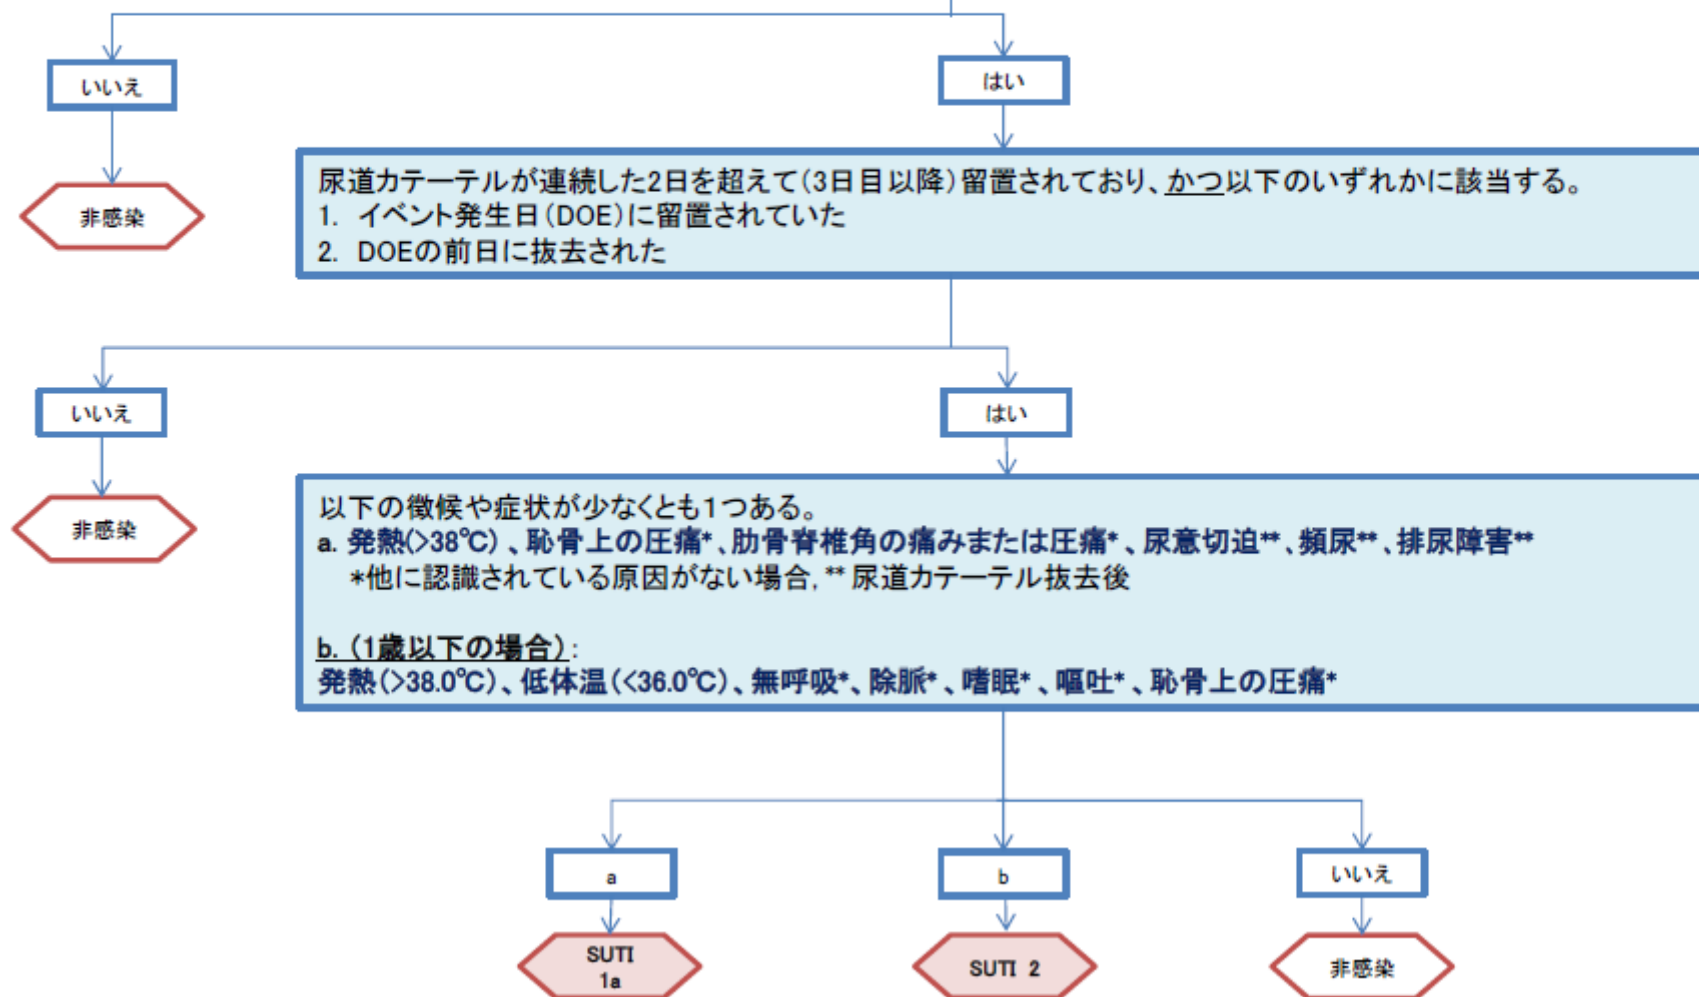 いいえ
はい
非感染
尿道カテーテルが連続した2日を超えて(3日目以降)留置されており、かつ以下のいずれかに該当する。
1. イベント発生日(DOE)に留置されていた
2. DOEの前日に抜去された
いいえ
はい
非感染
以下の徴候や症状が少なくとも1つある。
a. 発熱(>38℃)、恥骨上の圧痛*、肋骨脊椎角の痛みまたは圧痛*、尿意切迫**、頻尿**、排尿障害**
*他に認識されている原因がない場合, ** 尿道カテーテル抜去後
b. (1歳以下の場合):
発熱(>38.0℃)、低体温(<36.0℃)、無呼吸*、除脈*、嗜眠*、嘔吐*、恥骨上の圧痛*
a
b
いいえ
SUTI
1a
SUTI 2
非感染